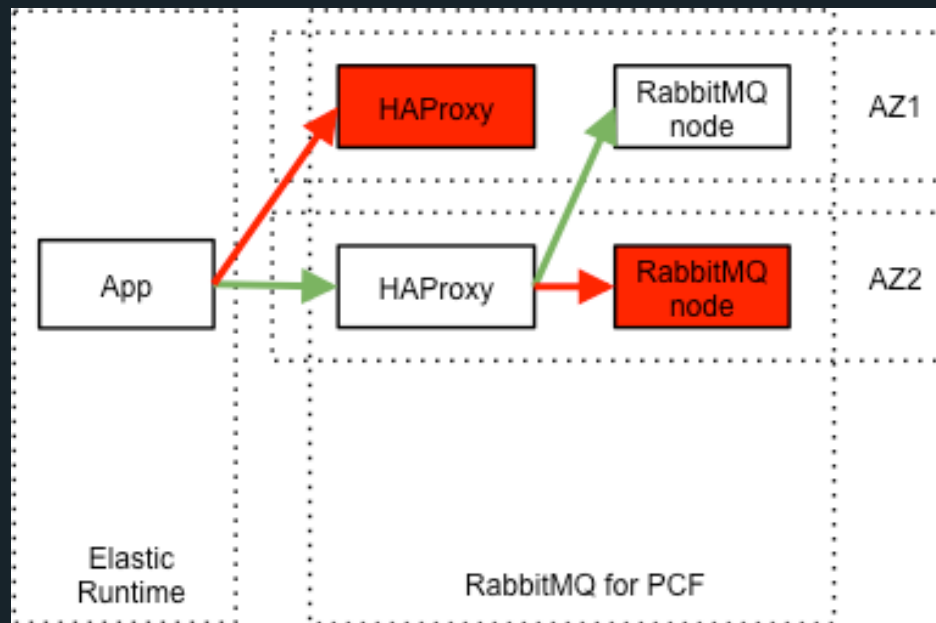 HAProxy
RabbitMQ
node
AZ1
App
HAProxy
RabbitMQ
node
AZ2
Elastic
Runtime
RabbitMQ for PCF